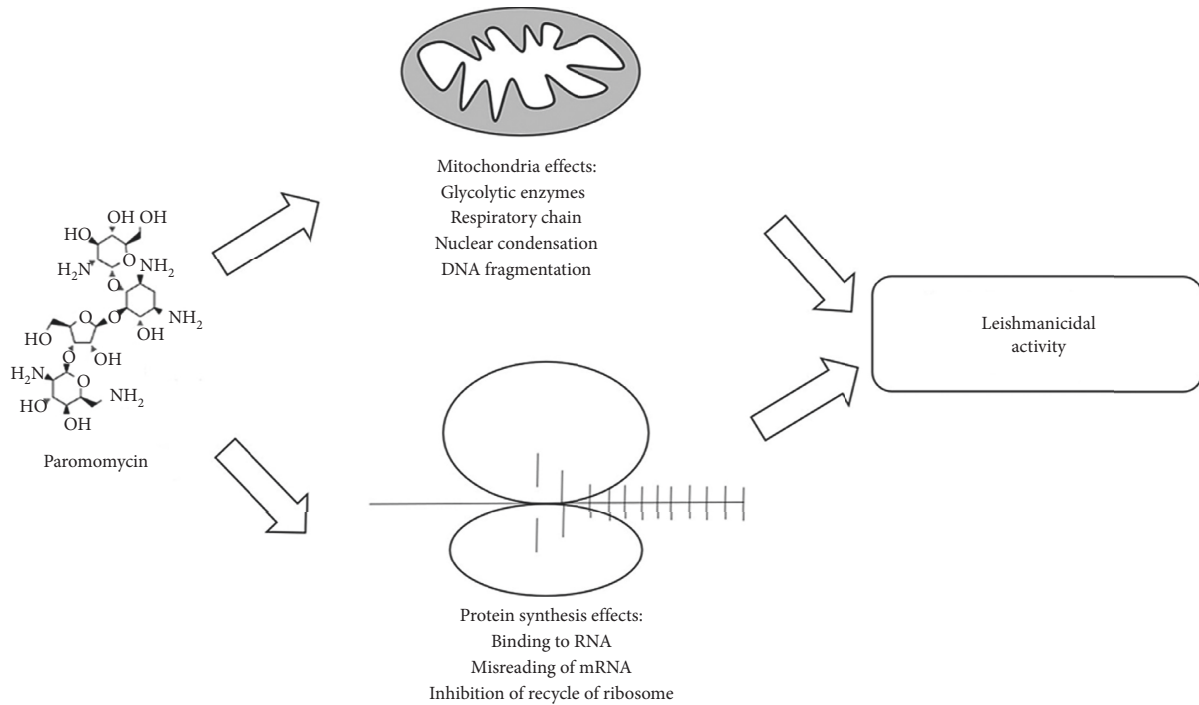 Mitochondria effects:
Glycolytic enzymes
Respiratory chain
Nuclear condensation
DNA fragmentation
OH
OH
HO
O
H₂N
NH₂
O
O
O
NH₂
OH
HO
OH
O
H₂N
O
NH₂
HO
OH
Paromomycin
Leishmanicidal
activity
Protein synthesis effects:
Binding to RNA
Misreading of mRNA
Inhibition of recycle of ribosome